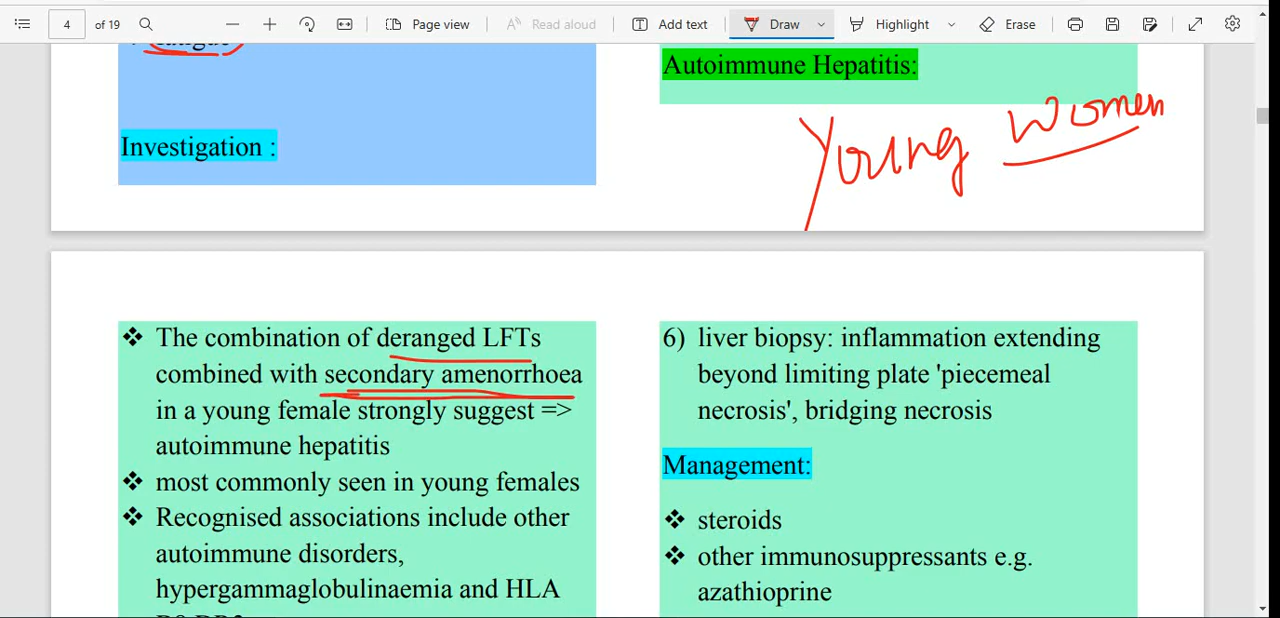 4 of 19 Page view Read aloud Add text Draw Highlight Erase
fatigue
Investigation :
Autoimmune Hepatitis:
Young Women
❖ The combination of deranged LFTs
combined with secondary amenorrhoea
in a young female strongly suggest =>
autoimmune hepatitis
❖ most commonly seen in young females
❖ Recognised associations include other
autoimmune disorders,
hypergammaglobulinaemia and HLA
6) liver biopsy: inflammation extending
beyond limiting plate 'piecemeal
necrosis', bridging necrosis
Management:
❖ steroids
❖ other immunosuppressants e.g.
azathioprine